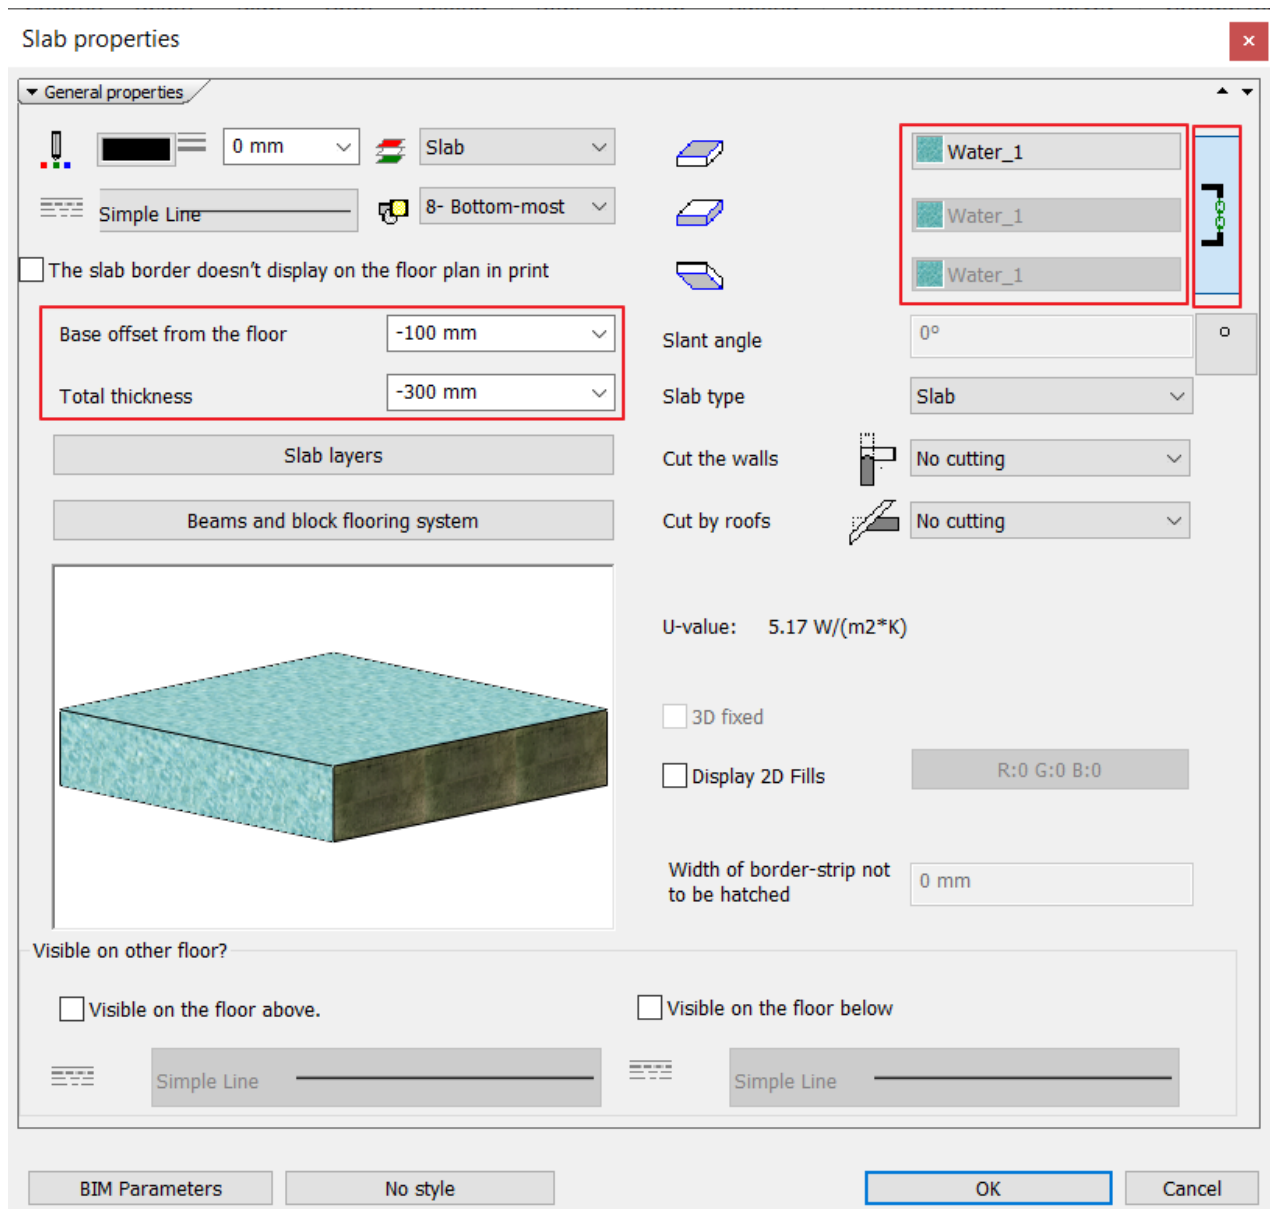 Slab properties
General properties
0 mm
Slab
Water_1
Simple Line
8- Bottom-most
Water_1
The slab border doesn't display on the floor plan in print
Water_1
Base offset from the floor
-100 mm
Slant angle
0°
Total thickness
-300 mm
Slab type
Slab
Slab layers
Cut the walls
No cutting
Beams and block flooring system
Cut by roofs
No cutting
U-value: 5.17 W/(m2*K)
3D fixed
Display 2D Fills
R:0 G:0 B:0
Width of border-strip not
to be hatched
0 mm
Visible on other floor?
Visible on the floor above.
Visible on the floor below
Simple Line
Simple Line
BIM Parameters
No style
OK
Cancel